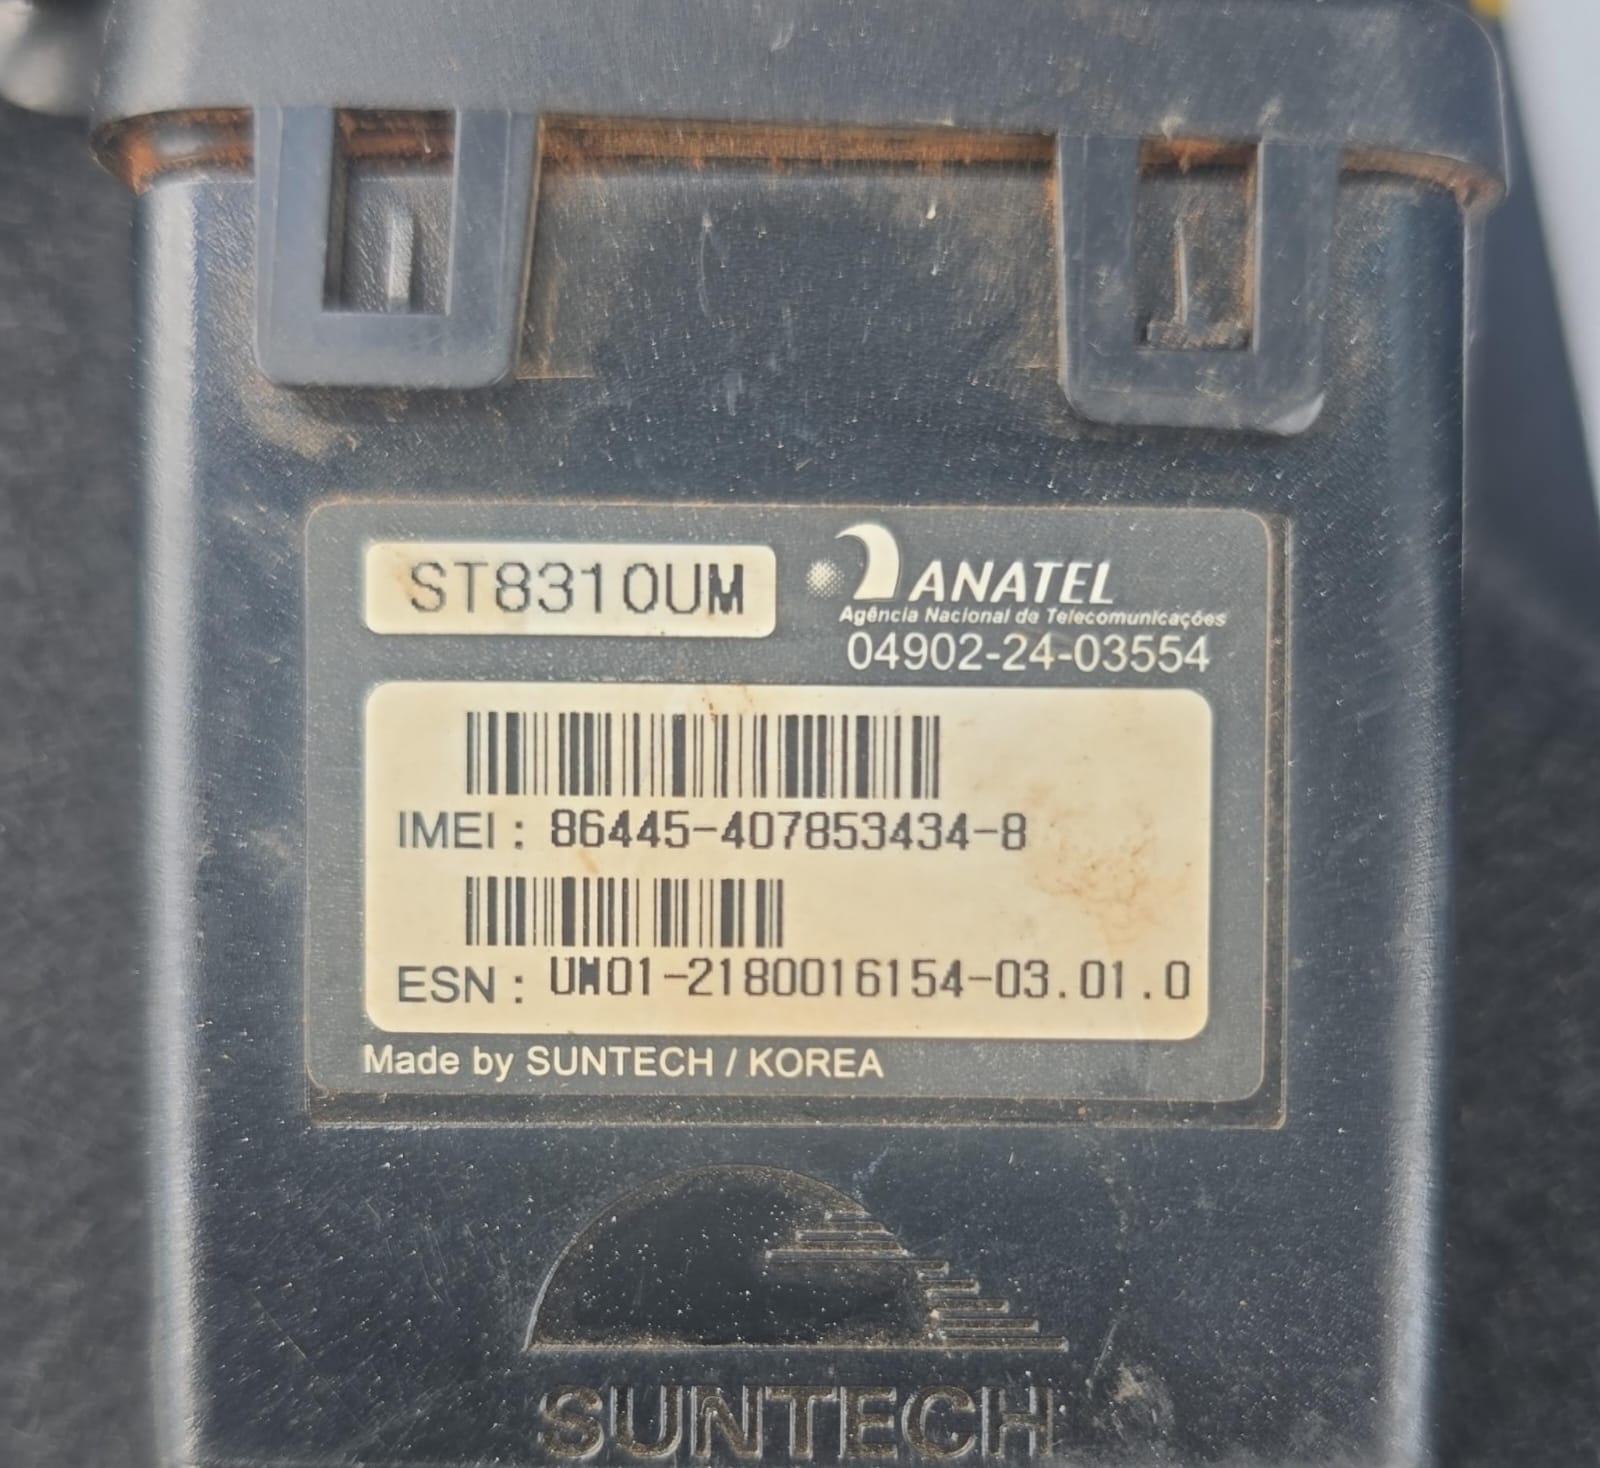 ST8310UM
ANATEL
Agência Nacional de Telecomunicações
04902-24-03554
IMEI : 86445-407853434-8
ESN : UM01-2180016154-03.01.0
Made by SUNTECH / KOREA
SUNTECH